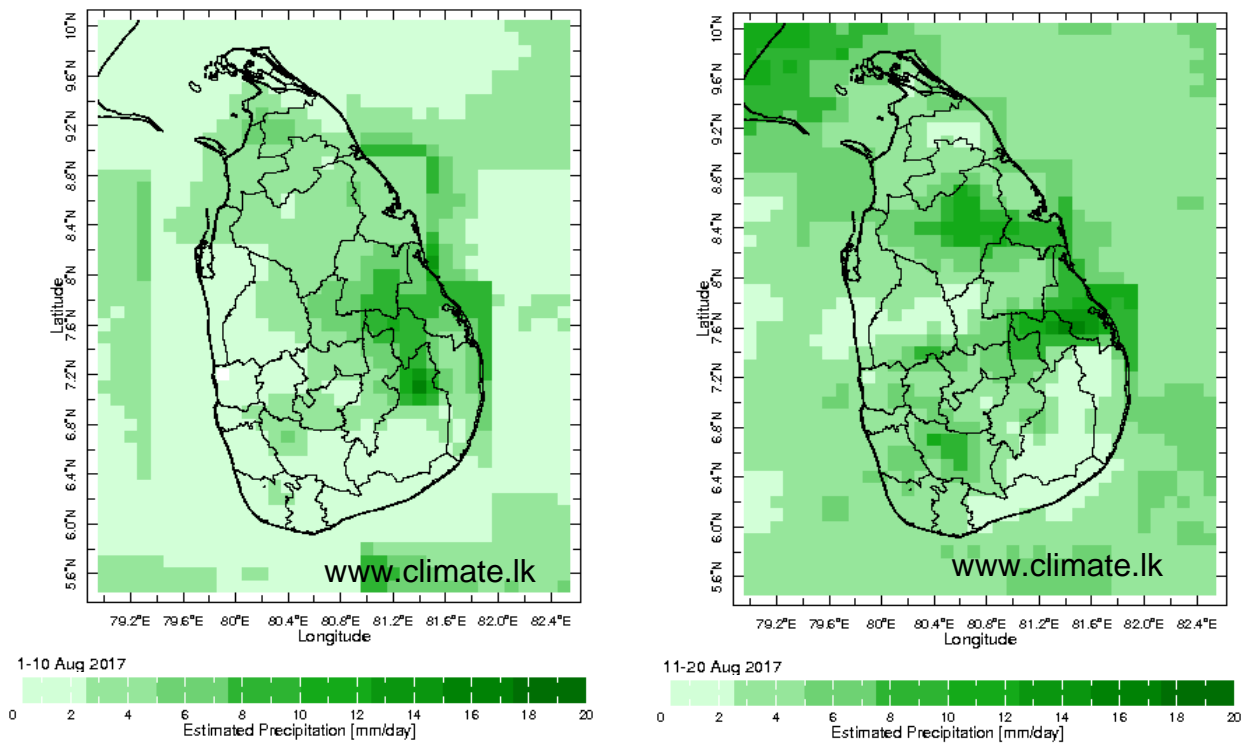 10°N
9.6°N
9.2°N
8.8°N
8.4°N
8°N
7.6°N
7.2°N
6.8°N
6.4°N
6.0°N
5.6°N
Latitude
www.climate.lk
79.2°E 79.6°E 80°E 80.4°E 80.8°E 81.2°E 81.6°E 82.0°E 82.4°E
Longitude
1-10 Aug 2017
0 2 4 6 8 10 12 14 16 18 20
Estimated Precipitation [mm/day]
10°N
9.6°N
9.2°N
8.8°N
8.4°N
8°N
7.6°N
7.2°N
6.8°N
6.4°N
6.0°N
5.6°N
Latitude
www.climate.lk
79.2°E 79.6°E 80°E 80.4°E 80.8°E 81.2°E 81.6°E 82.0°E 82.4°E
Longitude
11-20 Aug 2017
0 2 4 6 8 10 12 14 16 18 20
Estimated Precipitation [mm/day]